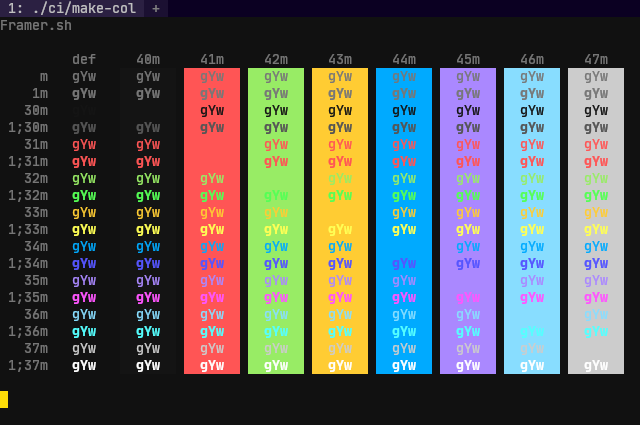 1: ./ci/make-col +
Framer.sh
def 40m 41m 42m 43m 44m 45m 46m 47m
m gYw gYw gYw gYw gYw gYw gYw gYw gYw
1m gYw gYw gYw gYw gYw gYw gYw gYw gYw
30m gYw gYw gYw gYw gYw gYw gYw
1;30m gYw gYw gYw gYw gYw gYw gYw gYw gYw
31m gYw gYw gYw gYw gYw gYw gYw gYw
1;31m gYw gYw gYw gYw gYw gYw gYw gYw
32m gYw gYw gYw gYw gYw gYw gYw gYw
1;32m gYw gYw gYw gYw gYw gYw gYw gYw gYw
33m gYw gYw gYw gYw gYw gYw gYw gYw
1;33m gYw gYw gYw gYw gYw gYw gYw gYw gYw
34m gYw gYw gYw gYw gYw gYw gYw gYw
1;34m gYw gYw gYw gYw gYw gYw gYw gYw gYw
35m gYw gYw gYw gYw gYw gYw gYw gYw
1;35m gYw gYw gYw gYw gYw gYw gYw gYw gYw
36m gYw gYw gYw gYw gYw gYw gYw gYw
1;36m gYw gYw gYw gYw gYw gYw gYw gYw gYw
37m gYw gYw gYw gYw gYw gYw gYw gYw
1;37m gYw gYw gYw gYw gYw gYw gYw gYw gYw